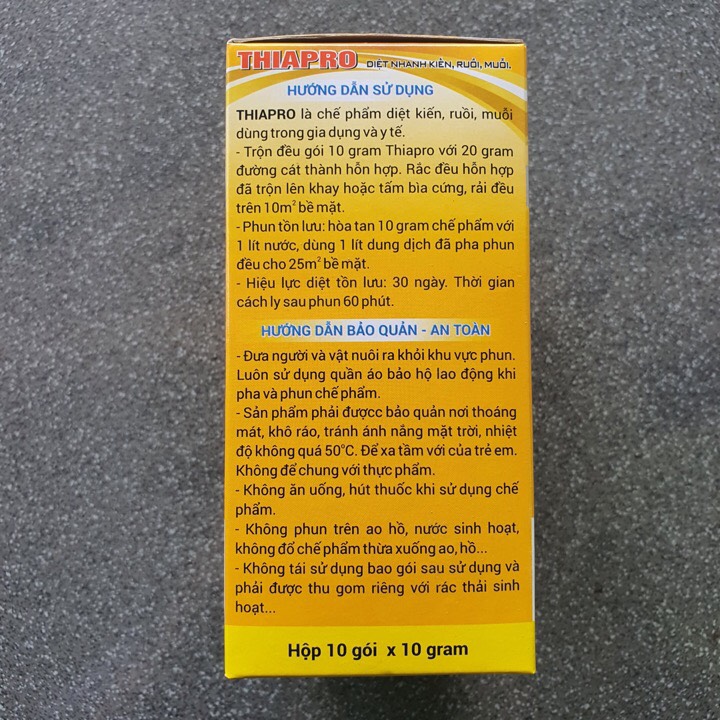 THIAPRO DIỆT NHANH KIẾN, RUỒI, MUỖI.
HƯỚNG DẪN SỬ DỤNG
THIAPRO là chế phẩm diệt kiến, ruồi, muỗi
dùng trong gia dụng và y tế.
- Trộn đều gói 10 gram Thiapro với 20 gram
đường cát thành hỗn hợp. Rắc đều hỗn hợp
đã trộn lên khay hoặc tấm bìa cứng, rải đều
trên 10m² bề mặt.
- Phun tồn lưu: hòa tan 10 gram chế phẩm với
1 lít nước, dùng 1 lít dung dịch đã pha phun
đều cho 25m² bề mặt.
- Hiệu lực diệt tồn lưu: 30 ngày. Thời gian
cách ly sau phun 60 phút.
HƯỚNG DẪN BẢO QUẢN - AN TOÀN
- Đưa người và vật nuôi ra khỏi khu vực phun.
Luôn sử dụng quần áo bảo hộ lao động khi
pha và phun chế phẩm.
- Sản phẩm phải đượcc bảo quản nơi thoáng
mát, khô ráo, tránh ánh nắng mặt trời, nhiệt
độ không quá 50°C. Để xa tầm với của trẻ em.
Không để chung với thực phẩm.
- Không ăn uống, hút thuốc khi sử dụng chế
phẩm.
- Không phun trên ao hồ, nước sinh hoạt,
không đổ chế phẩm thừa xuống ao, hồ...
- Không tái sử dụng bao gói sau sử dụng và
phải được thu gom riêng với rác thải sinh
hoạt...
Hộp 10 gói x 10 gram